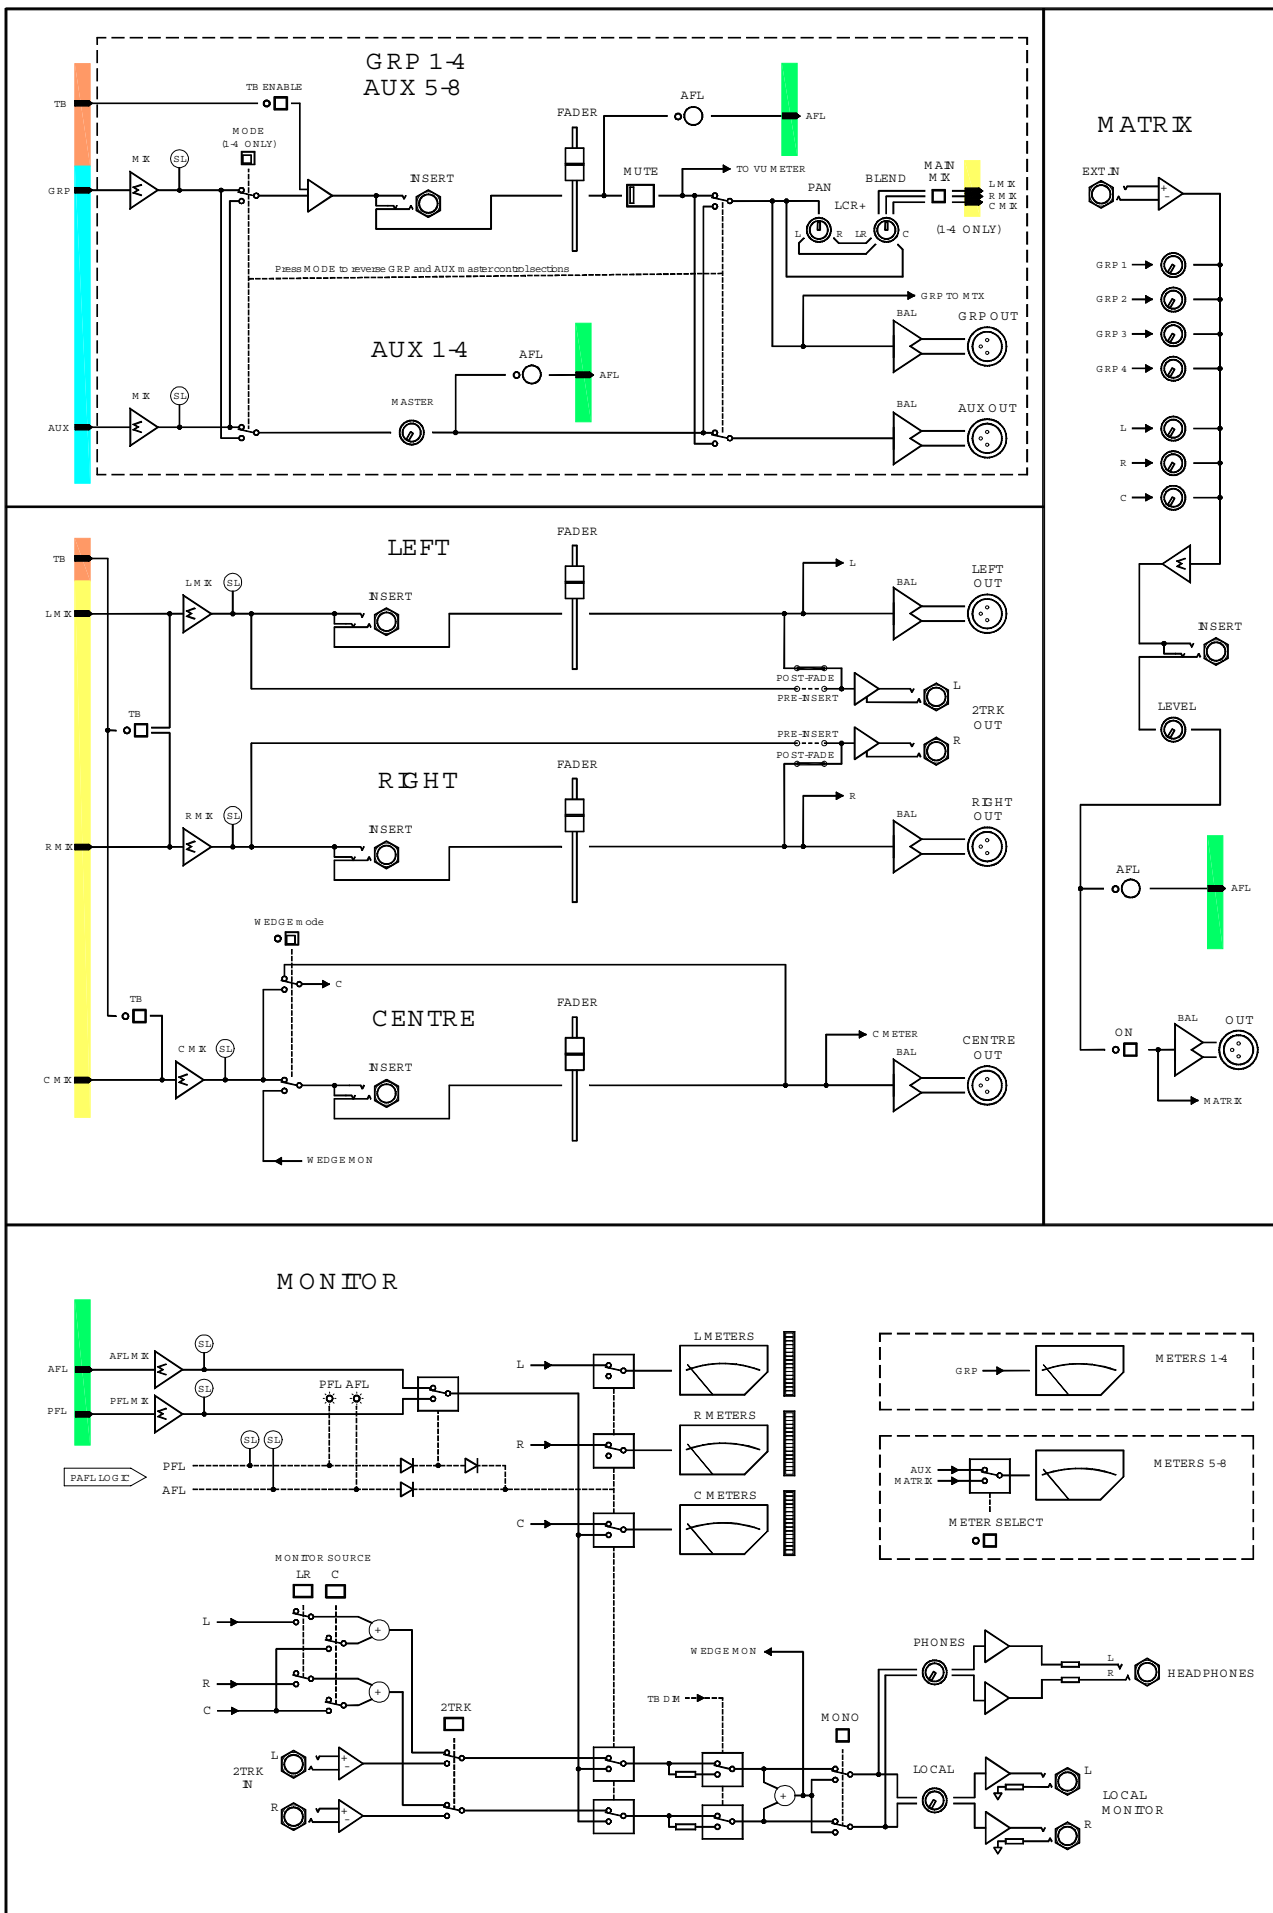 GRP 1-4
AUX 5-8
TB
TB ENABLE
MODE
(1-4 ONLY)
MIX
SL
GRP
INSERT
FADER
AFL
AFL
MUTE
TO VU METER
PAN
BLEND
MAIN
MIX
LCR+
L
R
LR
C
LMIX
RMIX
CMIX
(1-4 ONLY)
Press MODE to reverse GRP and AUX master control sections
GRP TO MTX
BAL
GRP OUT
AUX 1-4
AFL
AFL
MIX
SL
AUX
MASTER
BAL
AUX OUT
MATRIX
EXT.IN
+
-
GRP 1
GRP 2
GRP 3
GRP 4
L
R
C
INSERT
LEVEL
AFL
AFL
ON
BAL
OUT
MATRIX
LEFT
TB
LMIX
LMIX
SL
INSERT
FADER
L
BAL
LEFT
OUT
POST-FADE
PRE-INSERT
L
2TRK
OUT
TB
PRE-INSERT
POST-FADE
R
RIGHT
RMIX
RMIX
SL
INSERT
FADER
R
BAL
RIGHT
OUT
WEDGE mode
C
TB
CENTRE
CMIX
CMIX
SL
INSERT
FADER
C METER
BAL
CENTRE
OUT
WEDGE MON
MONITOR
AFL
AFL MIX
SL
PFL
PFL MIX
SL
PFL AFL
SL
SL
PAFL LOGIC
PFL
AFL
L
L METERS
R
R METERS
C
C METERS
GRP
METERS 1-4
AUX
MATRIX
METERS 5-8
METER SELECT
MONITOR SOURCE
LR
C
L
+
R
+
C
2TRK
2TRK
IN
L
+
-
R
+
-
WEDGE MON
TB DIM
+
MONO
PHONES
L
R
HEADPHONES
LOCAL
L
LOCAL
MONITOR
R